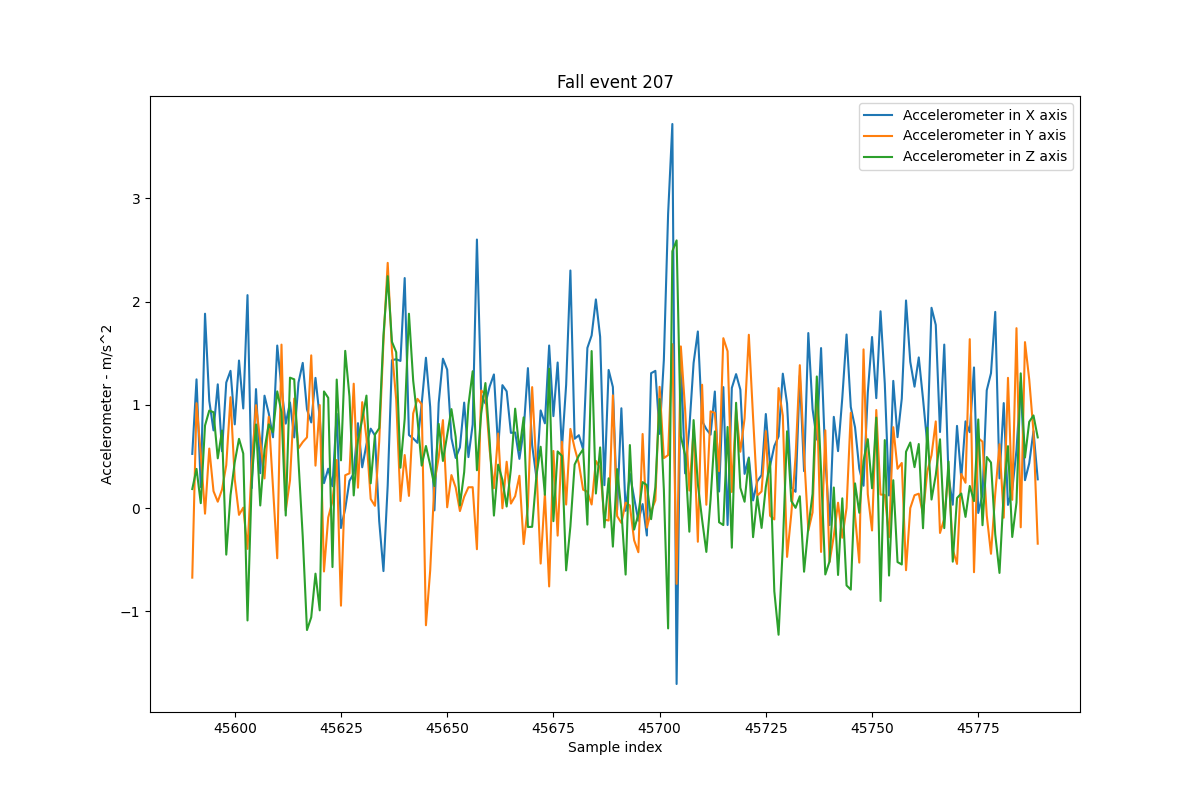 Fall event 207
Accelerometer in X axis
Accelerometer in Y axis
Accelerometer in Z axis
Accelerometer - m/s^2
3
2
1
0
−1
45600 45625 45650 45675 45700 45725 45750 45775
Sample index